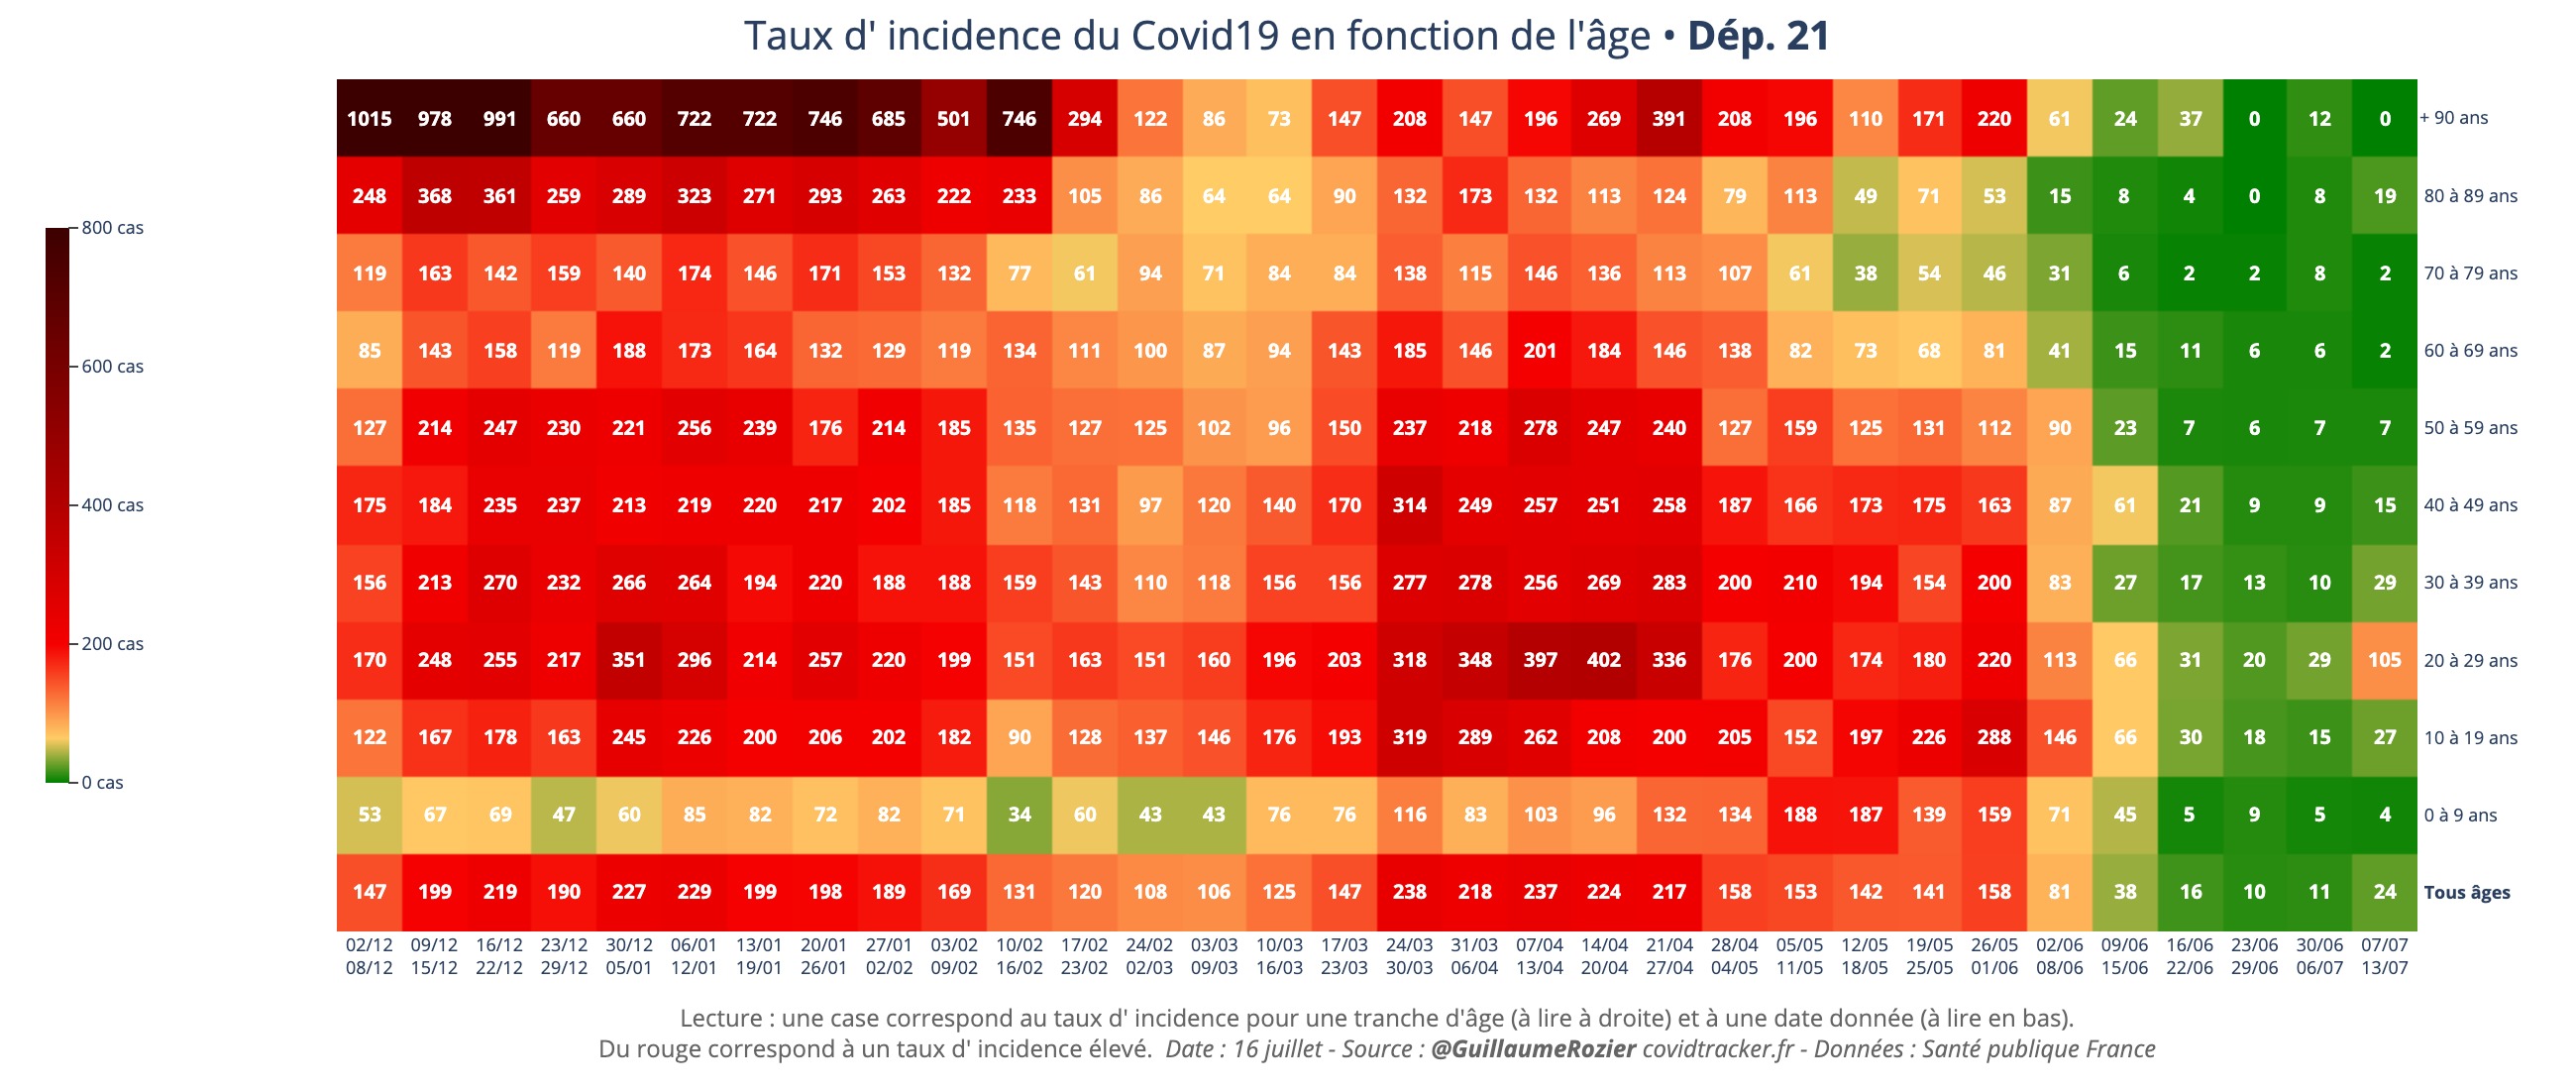 Taux d' incidence du Covid19 en fonction de l'âge • Dép. 21
800 cas
600 cas
400 cas
200 cas
0 cas
1015 978 991 660 660 722 722 746 685 501 746 294 122 86 73 147 208 147 196 269 391 208 196 110 171 220 61 24 37 0 12 0 + 90 ans
248 368 361 259 289 323 271 293 263 222 233 105 86 64 64 90 132 173 132 113 124 79 113 49 71 53 15 8 4 0 8 19 80 à 89 ans
119 163 142 159 140 174 146 171 153 132 77 61 94 71 84 84 138 115 146 136 113 107 61 38 54 46 31 6 2 2 8 2 70 à 79 ans
85 143 158 119 188 173 164 132 129 119 134 111 100 87 94 143 185 146 201 184 146 138 82 73 68 81 41 15 11 6 6 2 60 à 69 ans
127 214 247 230 221 256 239 176 214 185 135 127 125 102 96 150 237 218 278 247 240 127 159 125 131 112 90 23 7 6 7 7 50 à 59 ans
175 184 235 237 213 219 220 217 202 185 118 131 97 120 140 170 314 249 257 251 258 187 166 173 175 163 87 61 21 9 9 15 40 à 49 ans
156 213 270 232 266 264 194 220 188 188 159 143 110 118 156 156 277 278 256 269 283 200 210 194 154 200 83 27 17 13 10 29 30 à 39 ans
170 248 255 217 351 296 214 257 220 199 151 163 151 160 196 203 318 348 397 402 336 176 200 174 180 220 113 66 31 20 29 105 20 à 29 ans
122 167 178 163 245 226 200 206 202 182 90 128 137 146 176 193 319 289 262 208 200 205 152 197 226 288 146 66 30 18 15 27 10 à 19 ans
53 67 69 47 60 85 82 72 82 71 34 60 43 43 76 76 116 83 103 96 132 134 188 187 139 159 71 45 5 9 5 4 0 à 9 ans
147 199 219 190 227 229 199 198 189 169 131 120 108 106 125 147 238 218 237 224 217 158 153 142 141 158 81 38 16 10 11 24 Tous âges
02/12 09/12 16/12 23/12 30/12 06/01 13/01 20/01 27/01 03/02 10/02 17/02 24/02 03/03 10/03 17/03 24/03 31/03 07/04 14/04 21/04 28/04 05/05 12/05 19/05 26/05 02/06 09/06 16/06 23/06 30/06 07/07
08/12 15/12 22/12 29/12 05/01 12/01 19/01 26/01 02/02 09/02 16/02 23/02 02/03 09/03 16/03 23/03 30/03 06/04 13/04 20/04 27/04 04/05 11/05 18/05 25/05 01/06 08/06 15/06 22/06 29/06 06/07 13/07
Lecture : une case correspond au taux d' incidence pour une tranche d'âge (à lire à droite) et à une date donnée (à lire en bas).
Du rouge correspond à un taux d' incidence élevé. Date : 16 juillet - Source : @GuillaumeRozier covidtracker.fr - Données : Santé publique France